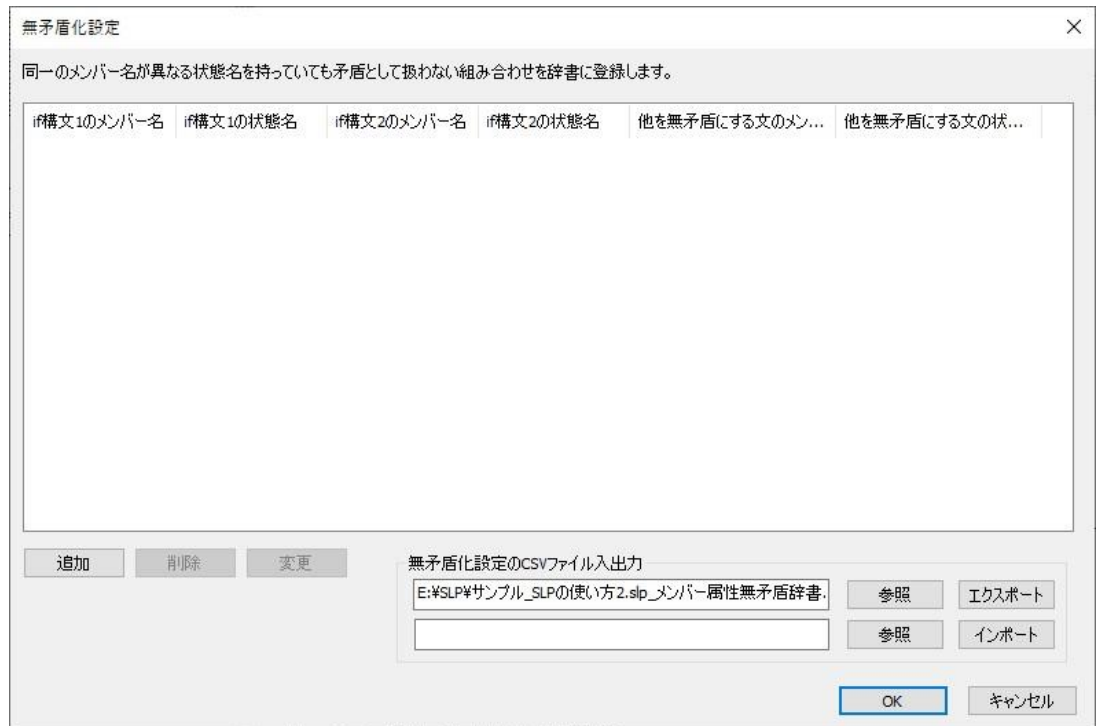 無矛盾化設定
同一のメンバー名が異なる状態名を持っていても矛盾として扱わない組み合わせを辞書に登録します。
if構文1のメンバー名 if構文1の状態名 if構文2のメンバー名 if構文2の状態名 他を無矛盾にする文のメン... 他を無矛盾にする文の状...
追加 削除 変更
無矛盾化設定のCSVファイル入出力
E:¥SLP¥サンプル_SLPの使い方2.slp_メンバー属性無矛盾辞書. 参照 エクスポート
参照 インポート
OK キャンセル